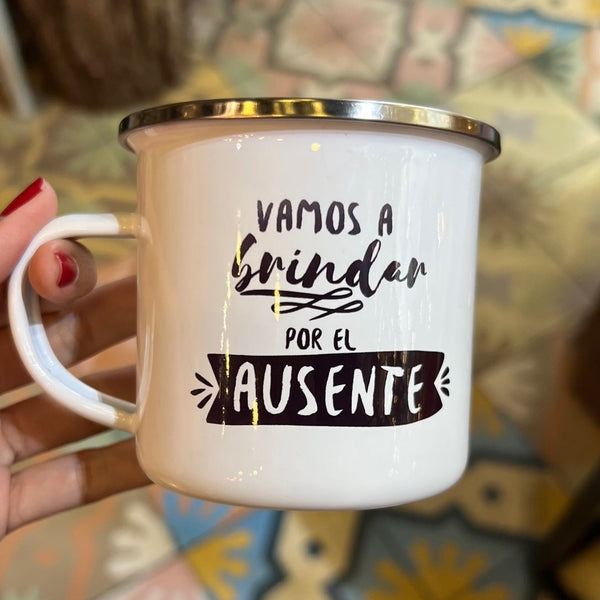 VAMOS A
brindar
POR EL
AUSENTE